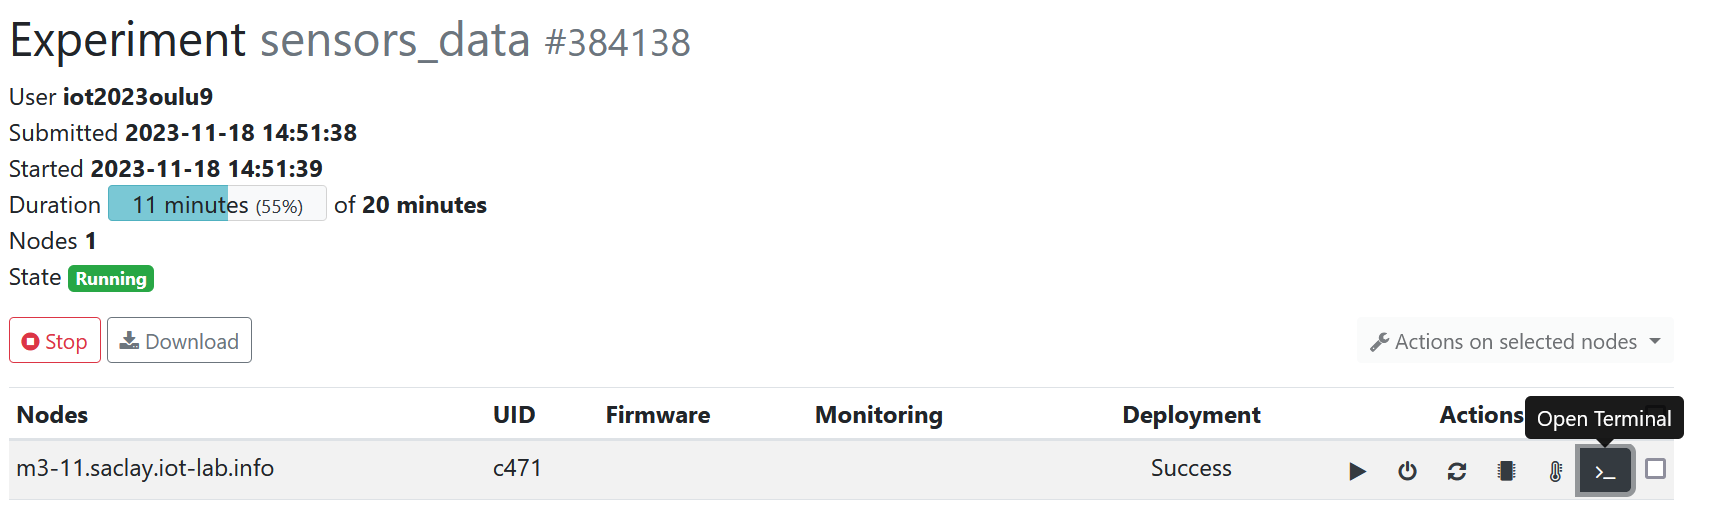 Experiment sensors_data #384138
User iot2023oulu9
Submitted 2023-11-18 14:51:38
Started 2023-11-18 14:51:39
Duration 11 minutes (55%) of 20 minutes
Nodes 1
State Running
Stop Download Actions on selected nodes
Nodes UID Firmware Monitoring Deployment Actions Open Terminal
m3-11.saclay.iot-lab.info c471 Success